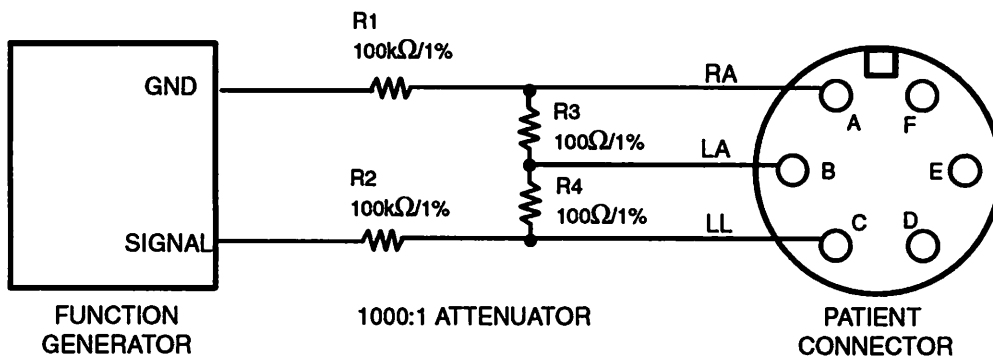 R1
100kΩ/1%
GND
RA
A
F
R3
100Ω/1%
LA
B
E
R2
100kΩ/1%
R4
100Ω/1%
SIGNAL
LL
C
D
FUNCTION
GENERATOR
1000:1 ATTENUATOR
PATIENT
CONNECTOR